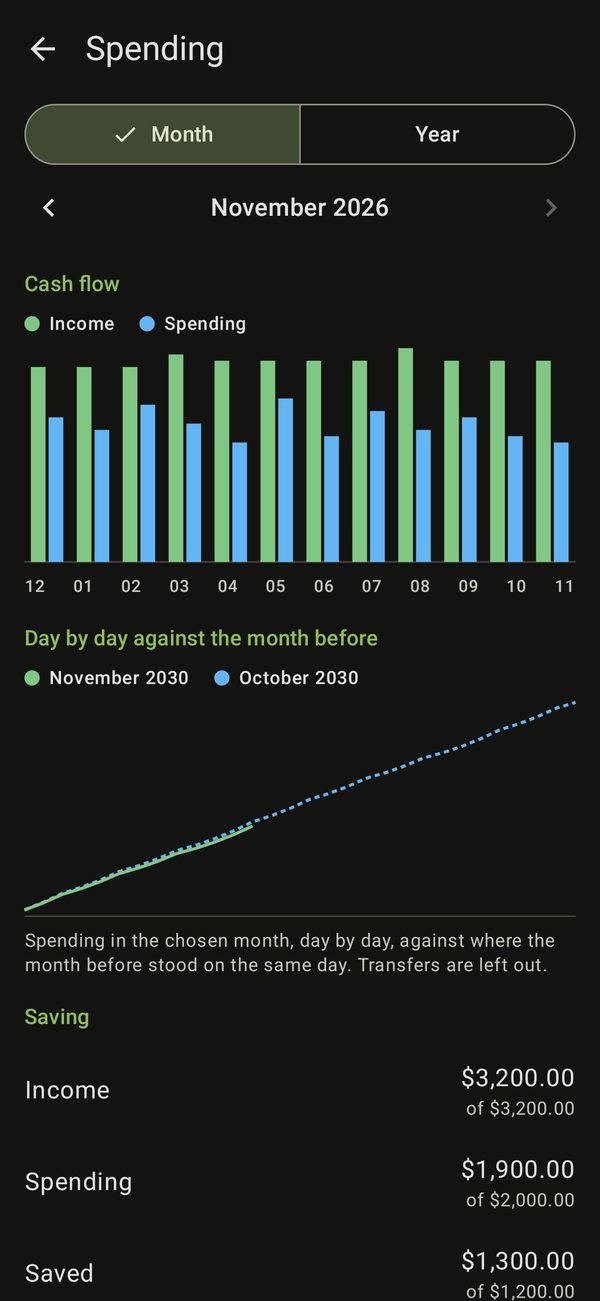 Spending
Month
Year
November 2026
Cash flow
Income
Spending
12 01 02 03 04 05 06 07 08 09 10 11
Day by day against the month before
November 2030
October 2030
Spending in the chosen month, day by day, against where the
month before stood on the same day. Transfers are left out.
Saving
Income
$3,200.00
of $3,200.00
Spending
$1,900.00
of $2,000.00
Saved
$1,300.00
of $1,200.00